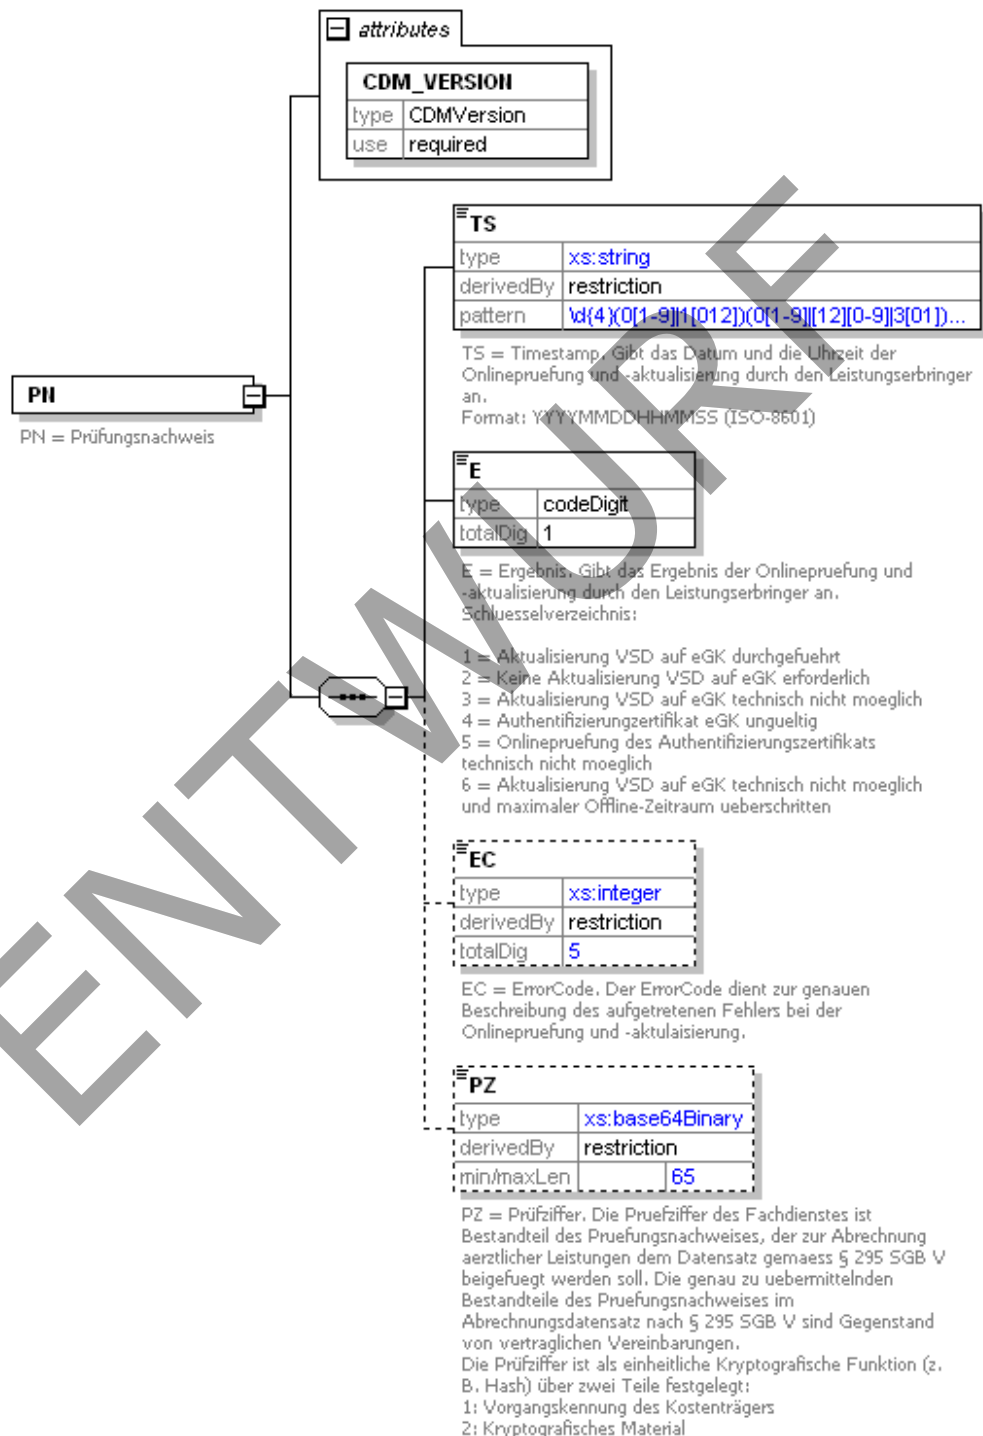 attributes
CDM_VERSION
type CDMVersion
use required
TS
type xs:string
derivedBy restriction
pattern \d{4}(0[1-9]|1[012])(0[1-9]|[12][0-9]|3[01])...
TS = Timestamp. Gibt das Datum und die Uhrzeit der
Onlinepruefung und -aktualisierung durch den Leistungserbringer
an.
Format: YYYYMMDDHHMMSS (ISO-8601)
PN
PN = Prüfungsnachweis
E
type codeDigit
totalDig 1
E = Ergebnis. Gibt das Ergebnis der Onlinepruefung und
-aktualisierung durch den Leistungserbringer an.
Schluesselverzeichnis:
1 = Aktualisierung VSD auf eGK durchgefuehrt
2 = Keine Aktualisierung VSD auf eGK erforderlich
3 = Aktualisierung VSD auf eGK technisch nicht moeglich
4 = Authentifizierungzertifikat eGK ungueltig
5 = Onlinepruefung des Authentifizierungszertifikats
technisch nicht moeglich
6 = Aktualisierung VSD auf eGK technisch nicht moeglich
und maximaler Offline-Zeitraum ueberschritten
EC
type xs:integer
derivedBy restriction
totalDig 5
EC = ErrorCode. Der ErrorCode dient zur genauen
Beschreibung des aufgetretenen Fehlers bei der
Onlinepruefung und -aktulaisierung.
PZ
type xs:base64Binary
derivedBy restriction
min/maxLen 65
PZ = Prüfziffer. Die Pruefziffer des Fachdienstes ist
Bestandteil des Pruefungsnachweises, der zur Abrechnung
aerztlicher Leistungen dem Datensatz gemaess § 295 SGB V
beigefuegt werden soll. Die genau zu uebermittelnden
Bestandteile des Pruefungsnachweises im
Abrechnungsdatensatz nach § 295 SGB V sind Gegenstand
von vertraglichen Vereinbarungen.
Die Prüfziffer ist als einheitliche Kryptografische Funktion (z.
B. Hash) über zwei Teile festgelegt:
1: Vorgangskennung des Kostenträgers
2: Kryptografisches Material
ENTWURF